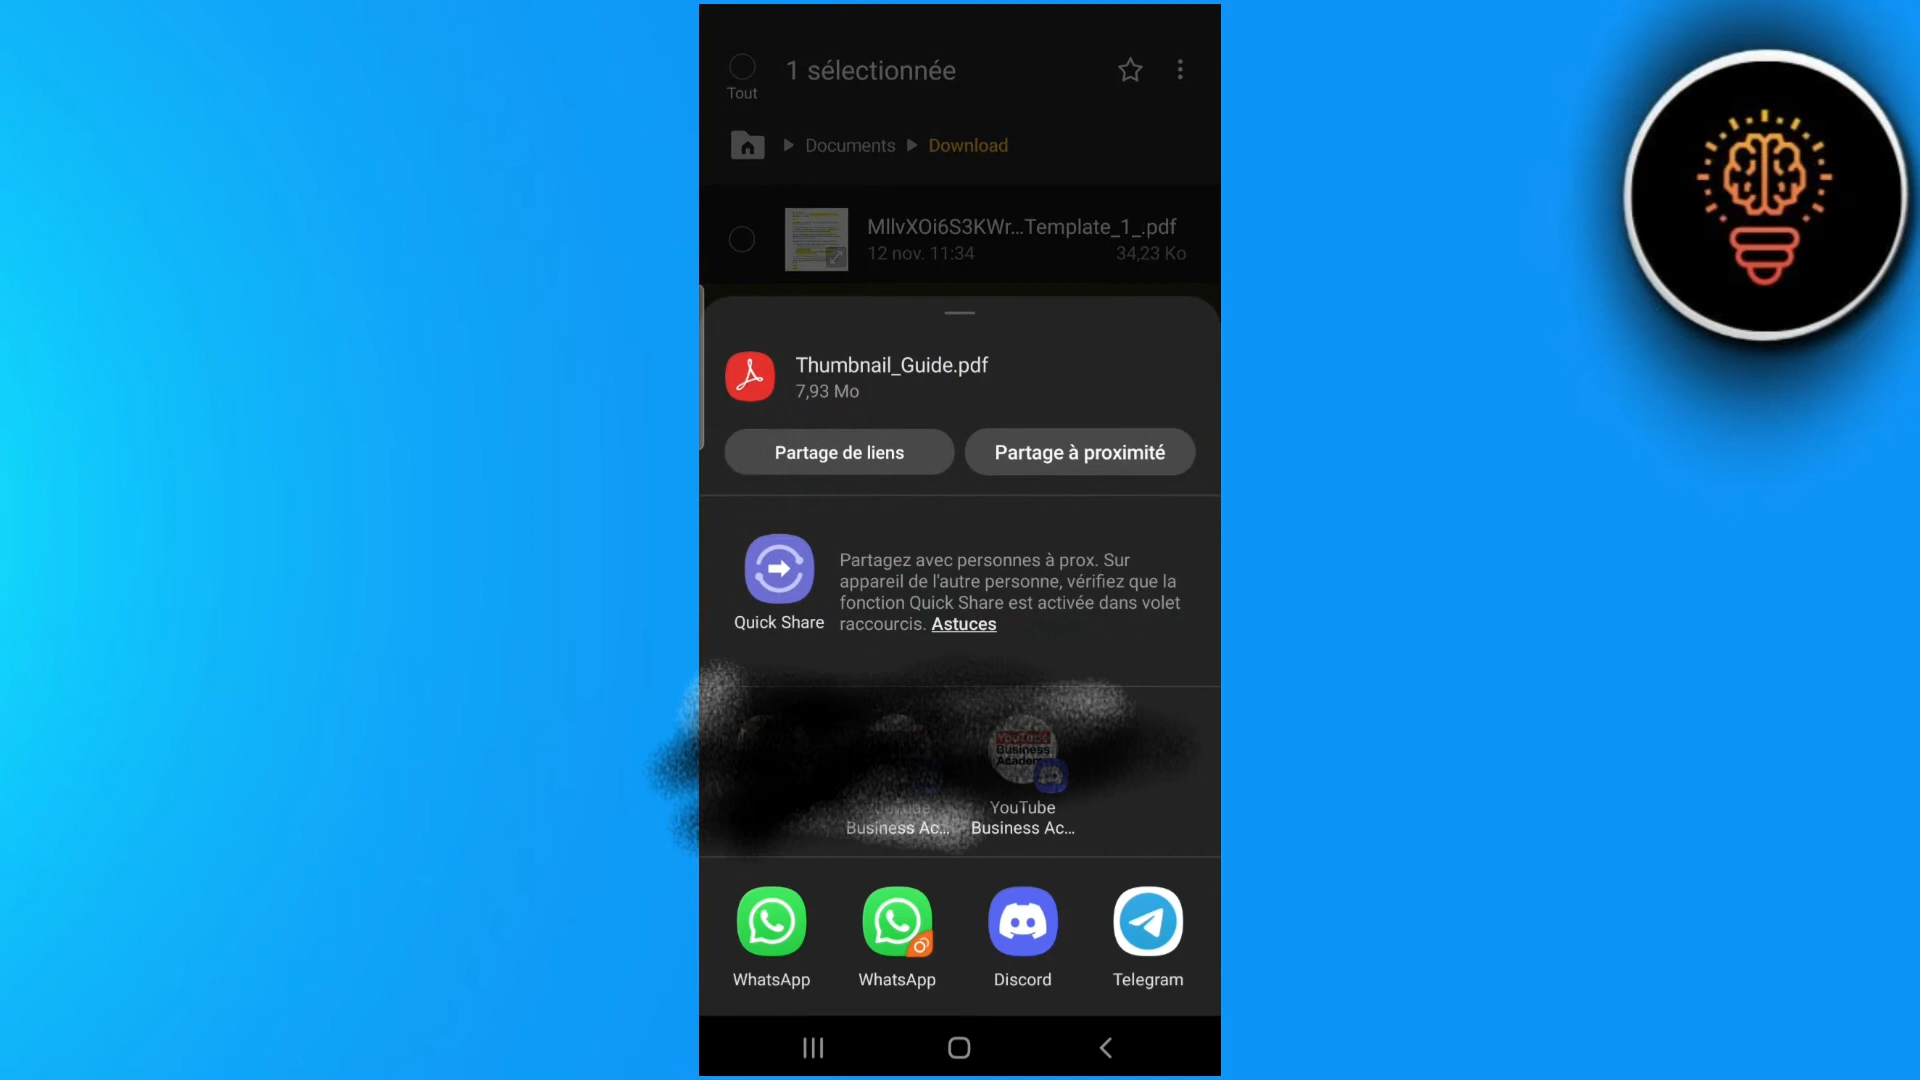 1 sélectionnée
Tout
Documents
Download
MllvXOi6S3KWr...Template_1_.pdf
12 nov. 11:34
34,23 Ko
Thumbnail_Guide.pdf
7,93 Mo
Partage de liens
Partage à proximité
Partagez avec personnes à prox. Sur
appareil de l'autre personne, vérifiez que la
fonction Quick Share est activée dans volet
raccourcis. Astuces
Quick Share
YouTube
Business
Academy
Business Ac...
YouTube
Business Ac...
WhatsApp
WhatsApp
Discord
Telegram